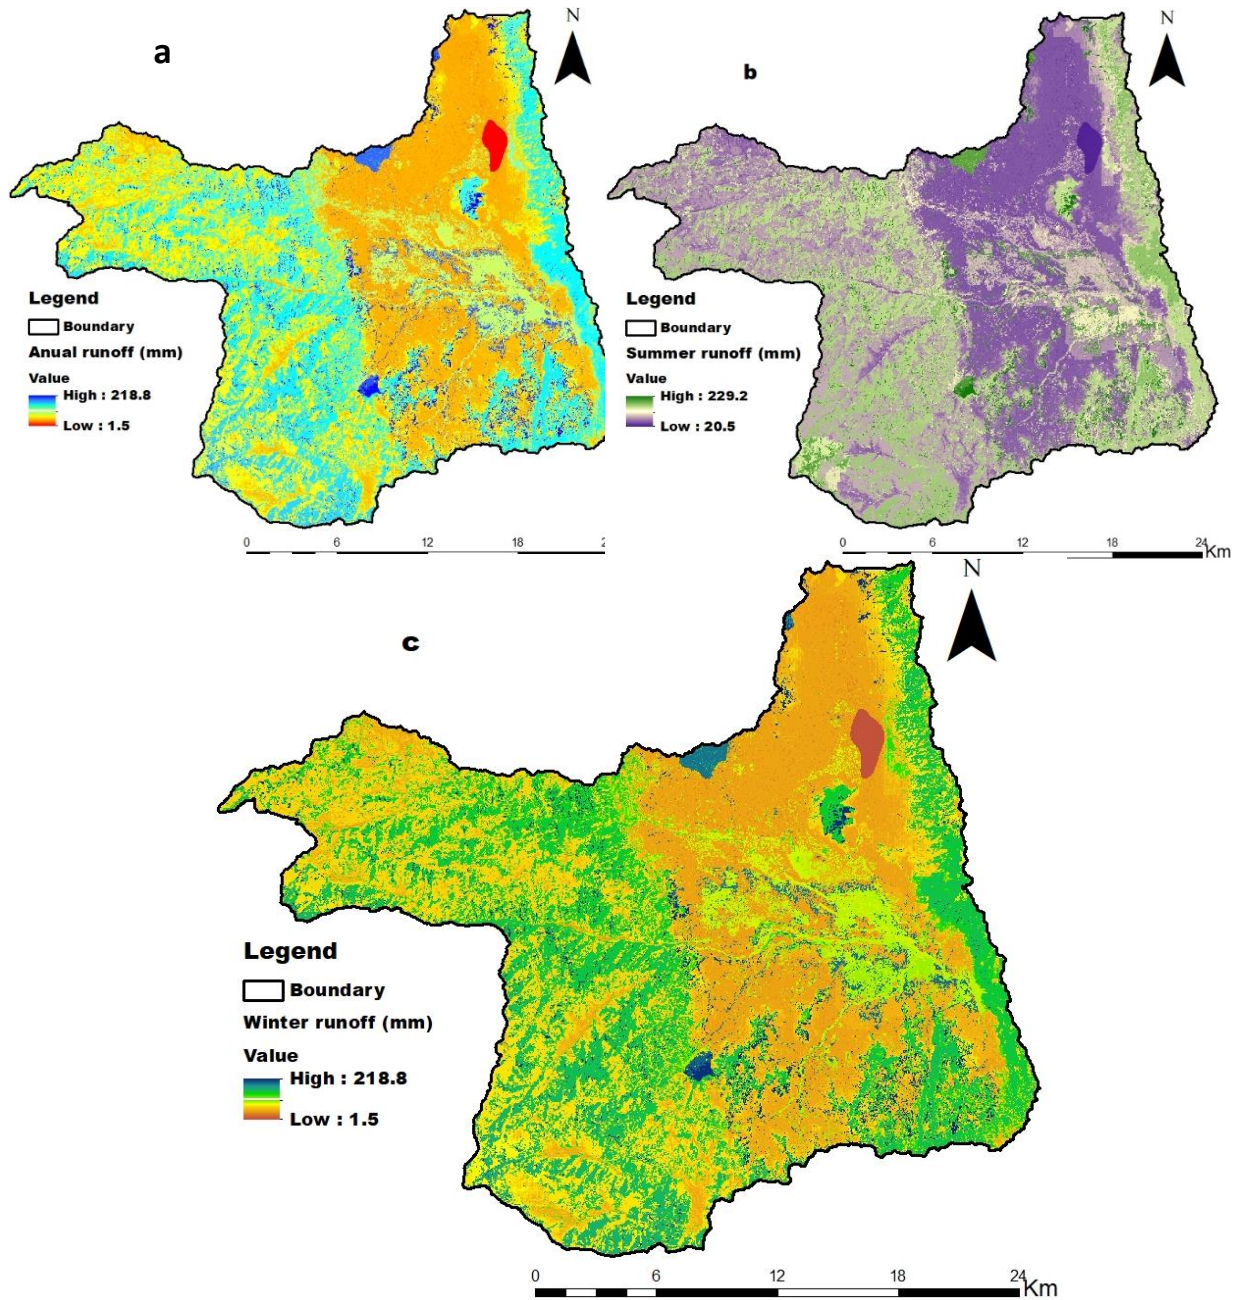 a
N
Legend
Boundary
Anual runoff (mm)
Value
High : 218.8
Low : 1.5
0 6 12 18 2
b
N
Legend
Boundary
Summer runoff (mm)
Value
High : 229.2
Low : 20.5
0 6 12 18 24
Km
c
N
Legend
Boundary
Winter runoff (mm)
Value
High : 218.8
Low : 1.5
0 6 12 18 24
Km